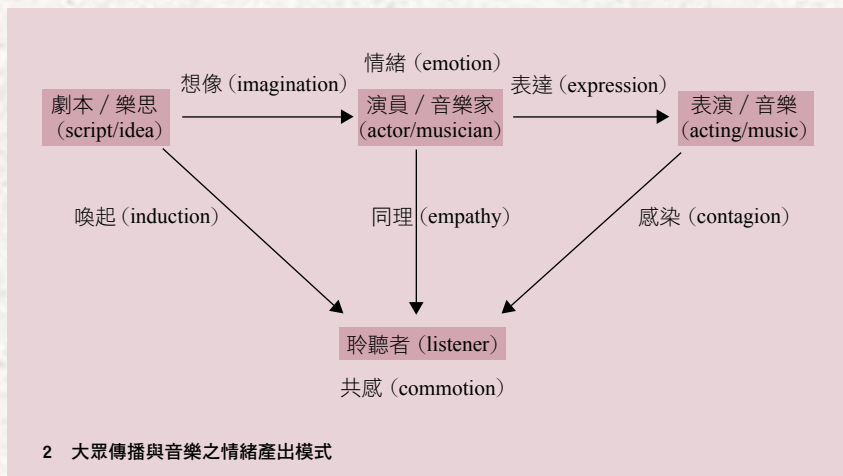 情緒（emotion）
想像（imagination）
表達（expression）
劇本 / 樂思
（script/idea）
演員 / 音樂家
(actor/musician)
表演 / 音樂
(acting/music)
喚起（induction）
同理（empathy）
感染（contagion）
聆聽者（listener）
共感（commotion）
2 大眾傳播與音樂之情緒產出模式